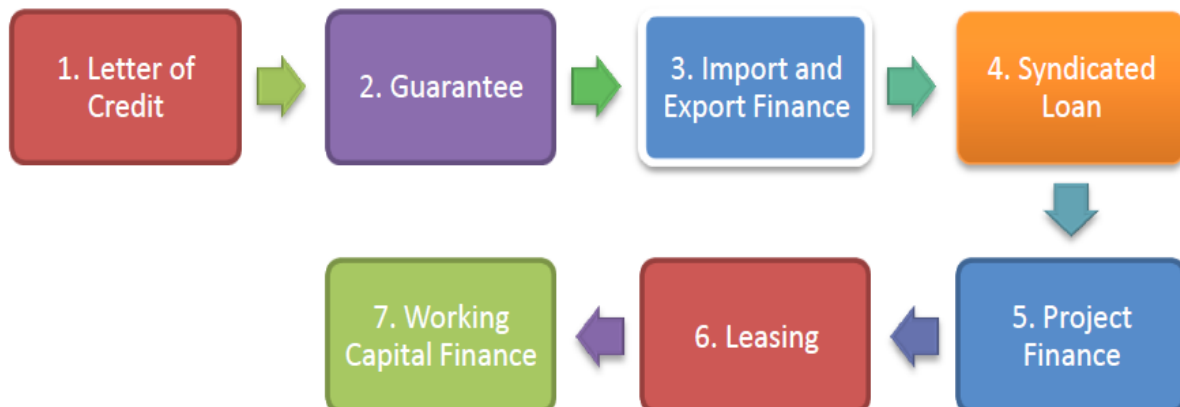 1. Letter of
Credit
2. Guarantee
3. Import and
Export Finance
4. Syndicated
Loan
5. Project
Finance
6. Leasing
7. Working
Capital Finance